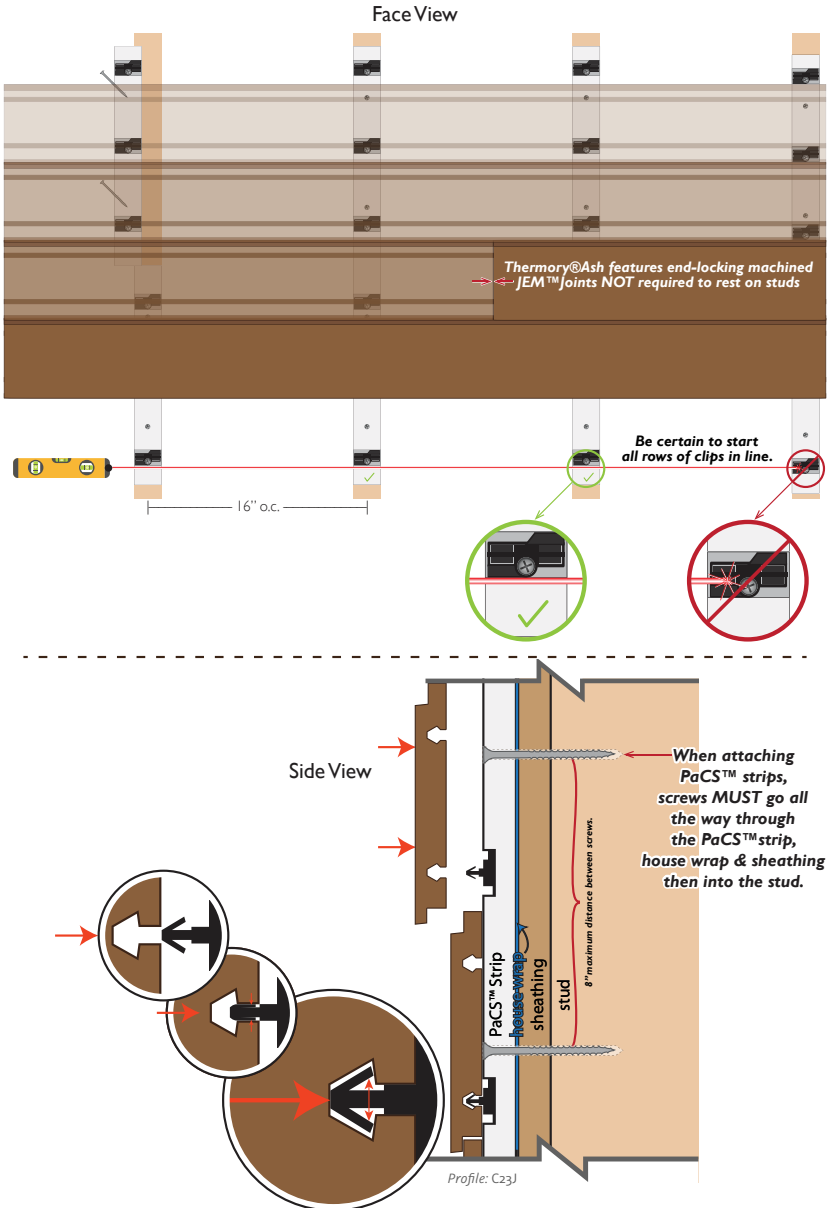 Face View
Thermory®Ash features end-locking machined
JEM™Joints NOT required to rest on studs
Be certain to start
all rows of clips in line.
16" o.c.
Side View
When attaching
PaCS™ strips,
screws MUST go all
the way through
the PaCS™strip,
house wrap & sheathing
then into the stud.
8" maximum distance between screws.
PaCS™ Strip
house wrap
sheathing
stud
Profile: C23J